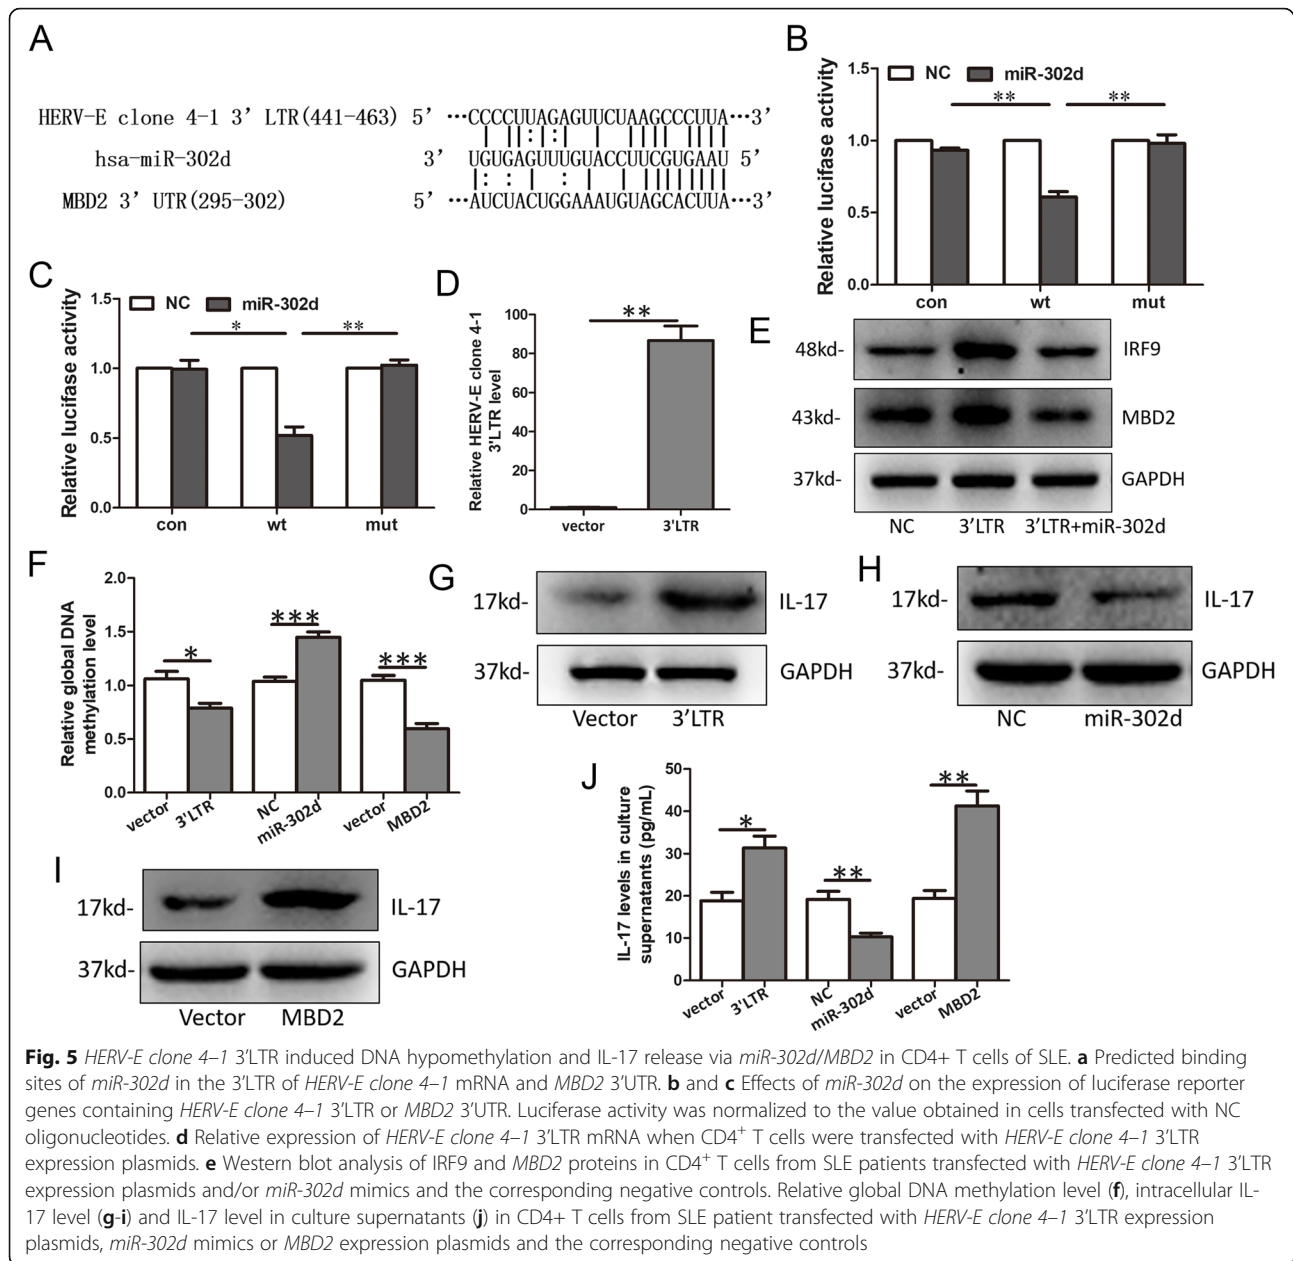 A
HERV-E clone 4-1 3’ LTR(441-463) 5’ ···CCCCUUAGAGUUCUAAGCCCUUA···3’
hsa-miR-302d 3’ UGUGAGUUUGUACCUUCGUGAAU 5’
MBD2 3’ UTR(295-302) 5’ ···AUCUACUGGAAAUGUAGCACUUA···3’
B
NC miR-302d
Relative lucifase activity
1.5
1.0
0.5
0.0
** **
con wt mut
C
NC miR-302d
Relative lucifase activity
1.5
1.0
0.5
0.0
* **
con wt mut
D
Relative HERV-E clone 4-1
3'LTR level
100
80
60
40
20
0
**
vector 3'LTR
E
48kd- IRF9
43kd- MBD2
37kd- GAPDH
NC 3’LTR 3’LTR+miR-302d
F
Relative global DNA
methylation level
2.0
1.5
1.0
0.5
0.0
* *** ***
vector 3'LTR NC miR-302d vector MBD2
G
17kd- IL-17
37kd- GAPDH
Vector 3’LTR
H
17kd- IL-17
37kd- GAPDH
NC miR-302d
I
17kd- IL-17
37kd- GAPDH
Vector MBD2
J
IL-17 levels in culture
supernatants (pg/mL)
50
40
30
20
10
0
* ** **
vector 3'LTR NC miR-302d vector MBD2
Fig. 5 HERV-E clone 4–1 3’LTR induced DNA hypomethylation and IL-17 release via miR-302d/MBD2 in CD4+ T cells of SLE. a Predicted binding
sites of miR-302d in the 3’LTR of HERV-E clone 4–1 mRNA and MBD2 3’UTR. b and c Effects of miR-302d on the expression of luciferase reporter
genes containing HERV-E clone 4–1 3’LTR or MBD2 3’UTR. Luciferase activity was normalized to the value obtained in cells transfected with NC
oligonucleotides. d Relative expression of HERV-E clone 4–1 3’LTR mRNA when CD4+ T cells were transfected with HERV-E clone 4–1 3’LTR
expression plasmids. e Western blot analysis of IRF9 and MBD2 proteins in CD4+ T cells from SLE patients transfected with HERV-E clone 4–1 3’LTR
expression plasmids and/or miR-302d mimics and the corresponding negative controls. Relative global DNA methylation level (f), intracellular IL-
17 level (g-i) and IL-17 level in culture supernatants (j) in CD4+ T cells from SLE patient transfected with HERV-E clone 4–1 3’LTR expression
plasmids, miR-302d mimics or MBD2 expression plasmids and the corresponding negative controls